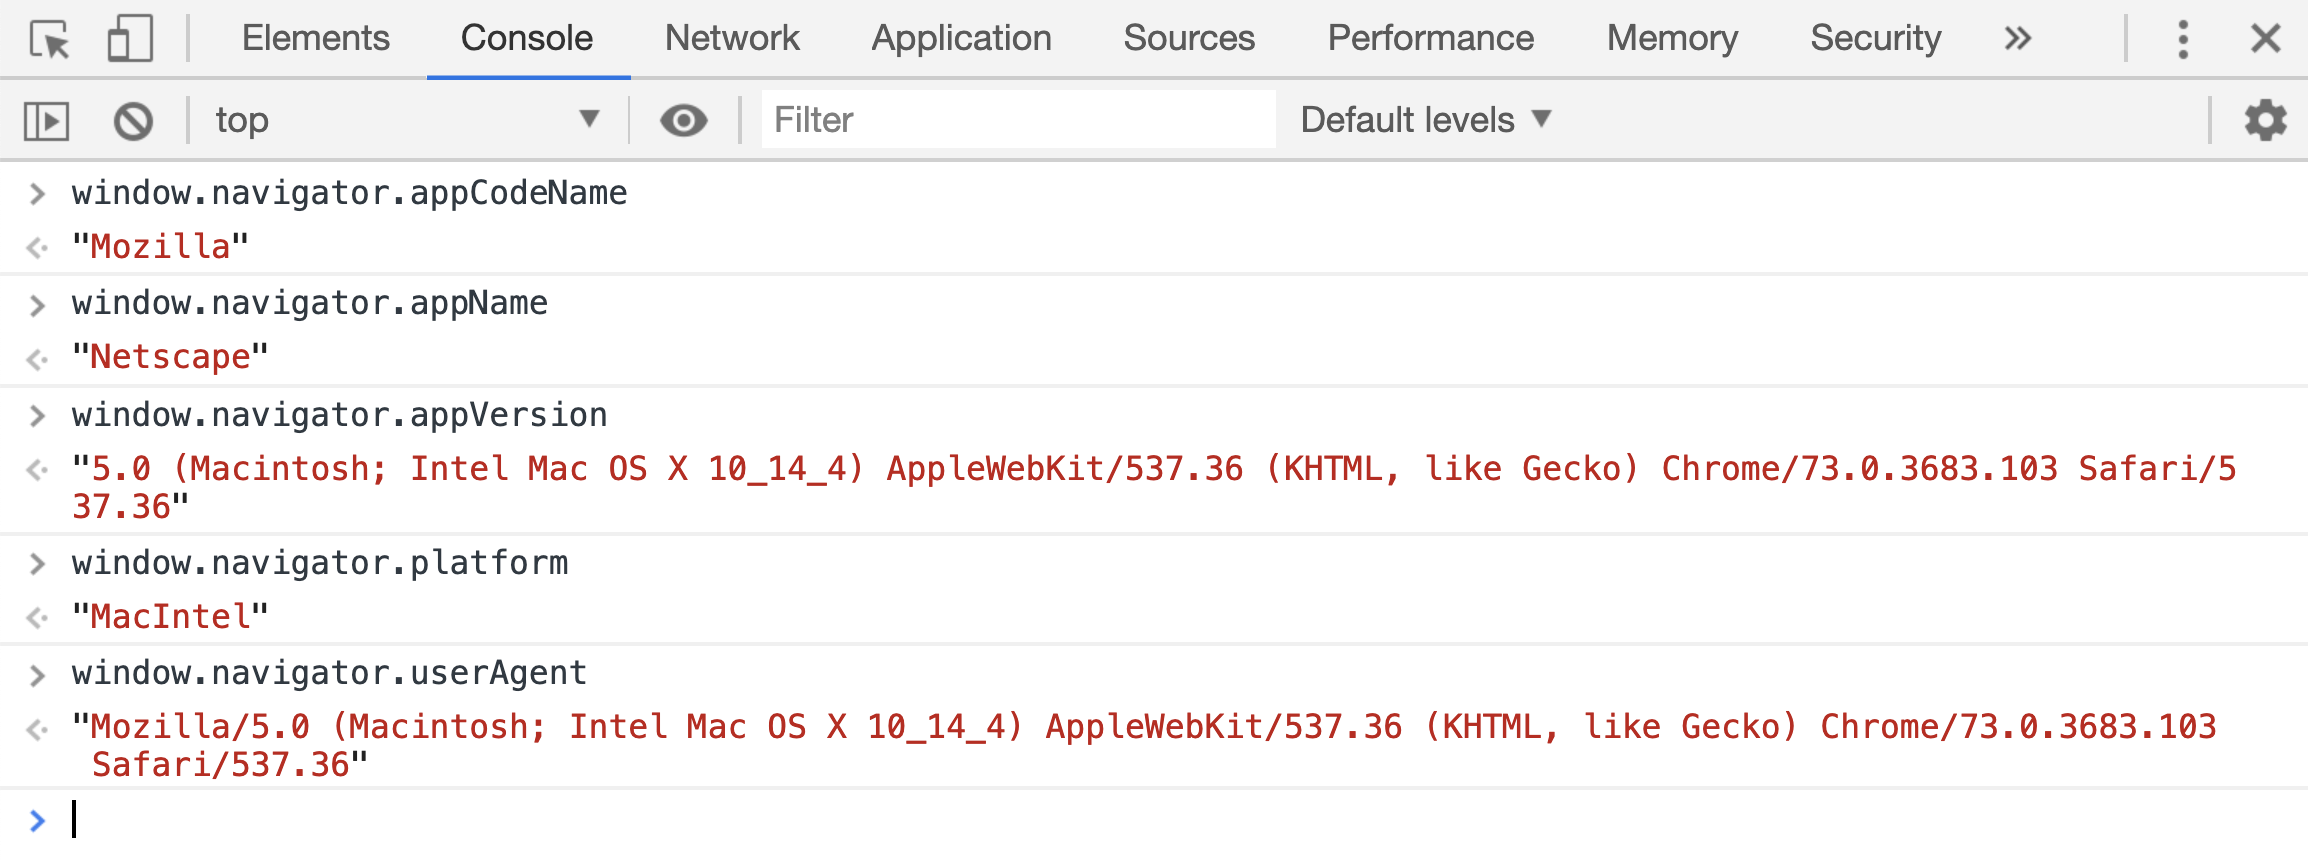 Elements Console Network Application Sources Performance Memory Security
top Filter Default levels
window.navigator.appCodeName
"Mozilla"
window.navigator.appName
"Netscape"
window.navigator.appVersion
"5.0 (Macintosh; Intel Mac OS X 10_14_4) AppleWebKit/537.36 (KHTML, like Gecko) Chrome/73.0.3683.103 Safari/5
37.36"
window.navigator.platform
"MacIntel"
window.navigator.userAgent
"Mozilla/5.0 (Macintosh; Intel Mac OS X 10_14_4) AppleWebKit/537.36 (KHTML, like Gecko) Chrome/73.0.3683.103
Safari/537.36"